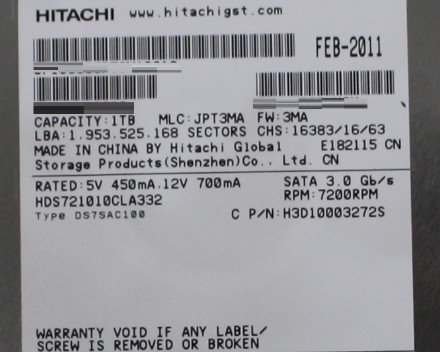 HITACHI www.hitachigst.com
FEB-2011
CAPACITY:1TB MLC:JPT3MA FW:3MA
LBA:1.953.525.168 SECTORS CHS:16383/16/63
MADE IN CHINA BY Hitachi Global E182115 CN
Storage Products(Shenzhen)Co., Ltd. CN
RATED:5V 450mA.12V 700mA SATA 3.0 Gb/s
HDS721010CLA332 RPM:7200RPM
Type DS7SAC100 C P/N:H3D10003272S
WARRANTY VOID IF ANY LABEL/
SCREW IS REMOVED OR BROKEN